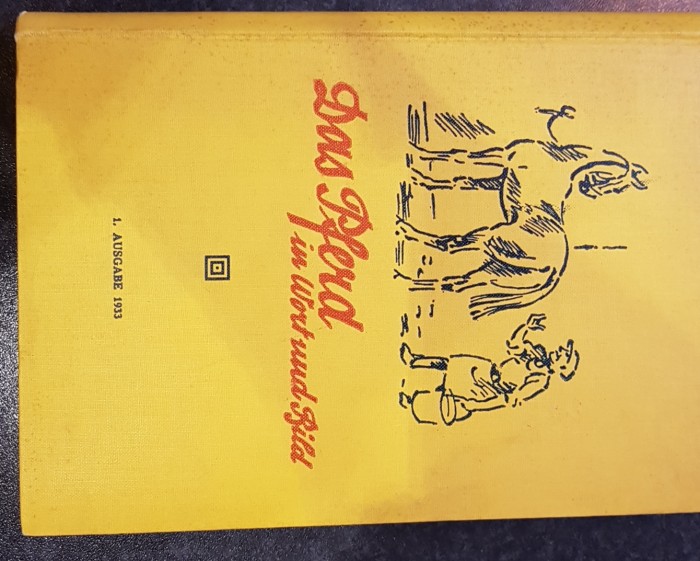 Das Pferd
in Wort und Bild
1. AUSGABE 1933